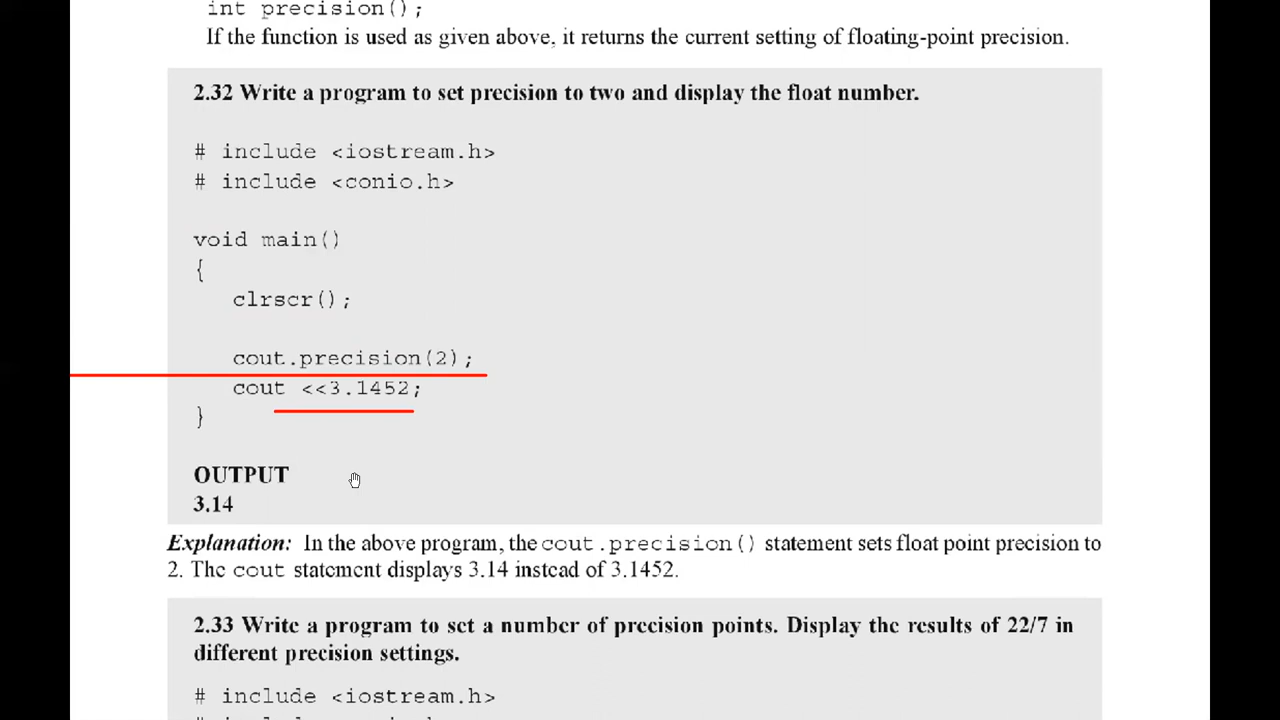 int precision();
If the function is used as given above, it returns the current setting of floating-point precision.
2.32 Write a program to set precision to two and display the float number.
# include <iostream.h>
# include <conio.h>
void main()
{
clrscr();
cout.precision(2);
cout <<3.1452;
}
OUTPUT
3.14
Explanation: In the above program, the cout.precision() statement sets float point precision to
2. The cout statement displays 3.14 instead of 3.1452.
2.33 Write a program to set a number of precision points. Display the results of 22/7 in
different precision settings.
# include <iostream.h>